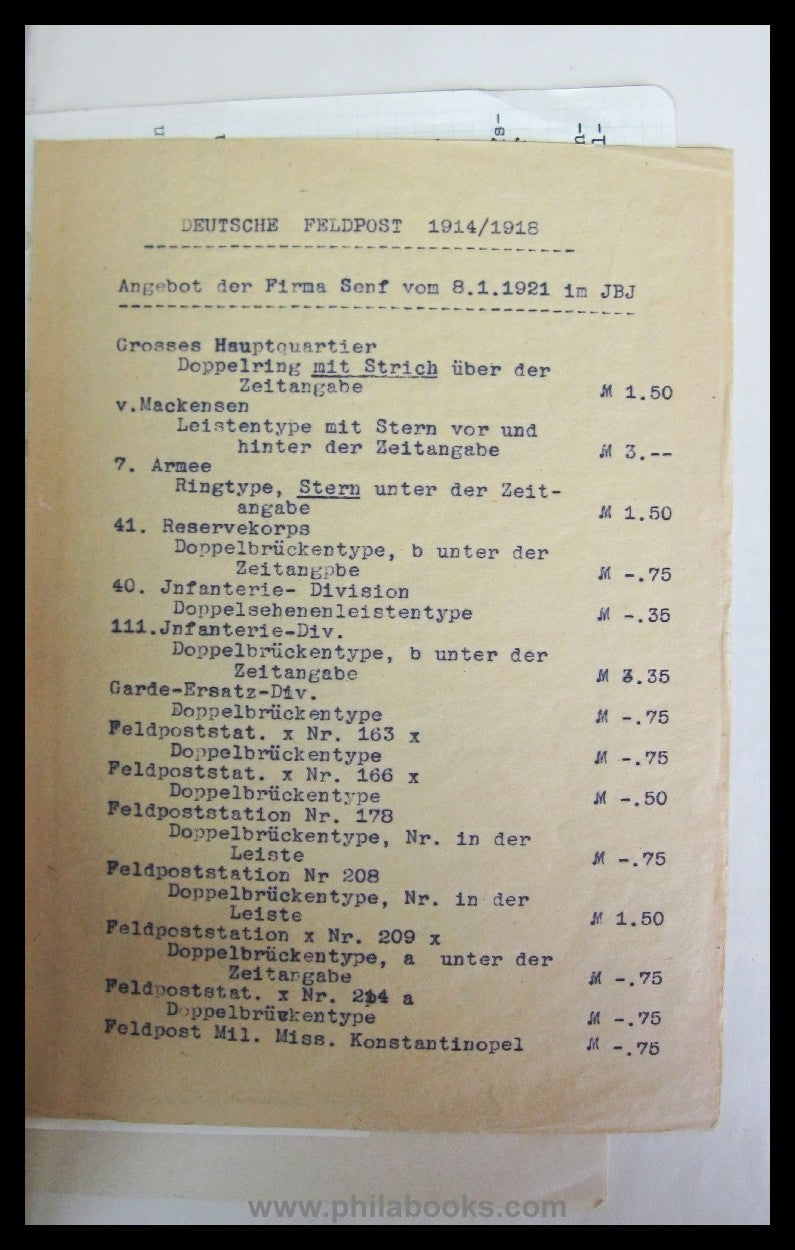 n
s-
n-
l-
DEUTSCHE FELDPOST 1914/1918
Angebot der Firma Senf vom 8.1.1921 im JBJ
Grosses Hauptquartier
Doppelring mit Strich über der
Zeitangabe M 1.50
v.Mackensen
Leistentype mit Stern vor und
hinter der Zeitangabe M 3.--
7. Armee
Ringtype, Stern unter der Zeit-
angabe M 1.50
41. Reservekorps
Doppelbrückentype, b unter der
Zeitangpbe M -.75
40. Jnfanterie- Division
Doppelsehenenleistentype M -.35
111.Jnfanterie-Div.
Doppelbrückentype, b unter der
Zeitangabe M 3.35
Garde-Ersatz-Div.
Doppelbrückentype M -.75
Feldpoststat. x Nr. 163 x
Doppelbrückentype M -.75
Feldpoststat. x Nr. 166 x
Doppelbrückentype M -.50
Feldpoststation Nr. 178
Doppelbrückentype, Nr. in der
Leiste M -.75
Feldpoststation Nr 208
Doppelbrückentype, Nr. in der
Leiste M 1.50
Feldpoststation x Nr. 209 x
Doppelbrückentype, a unter der
Zeitangabe M -.75
Feldpoststat. x Nr. 214 a
Doppelbrückentype M -.75
Feldpost Mil. Miss. Konstantinopel M -.75
www.philabooks.com